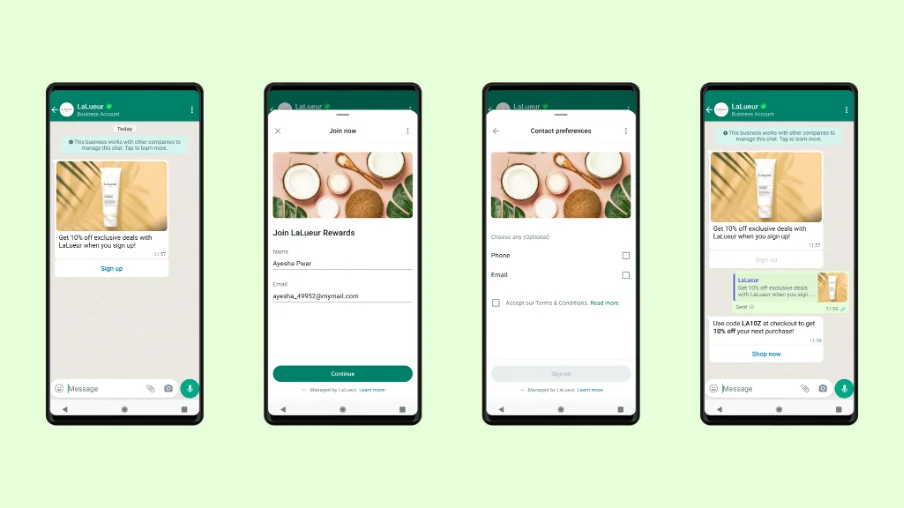 LaLueur
Business Account
Today
This business works with other companies to
manage this chat. Tap to learn more.
LaLueur
Get 10% off exclusive deals with
LaLueur when you sign up!
11:57
Sign up
Message
LaLueur
Join now
Join LaLueur Rewards
Name
Ayesha Pwar
Email
ayesha_49952@mymail.com
Continue
Managed by LaLueur. Learn more
LaLueur
Contact preferences
Choose any (Optional)
Phone
Email
Accept our Terms & Conditions. Read more
Sign up
Managed by LaLueur. Learn more
LaLueur
Business Account
This business works with other companies to
manage this chat. Tap to learn more.
LaLueur
Get 10% off exclusive deals with
LaLueur when you sign up!
11:57
Sign up
LaLueur
Get 10% off exclusive deals
with LaLueur when you sign ...
Sent
11:59
Use code LA10Z at checkout to get
10% off your next purchase!
11:59
Shop now
Message